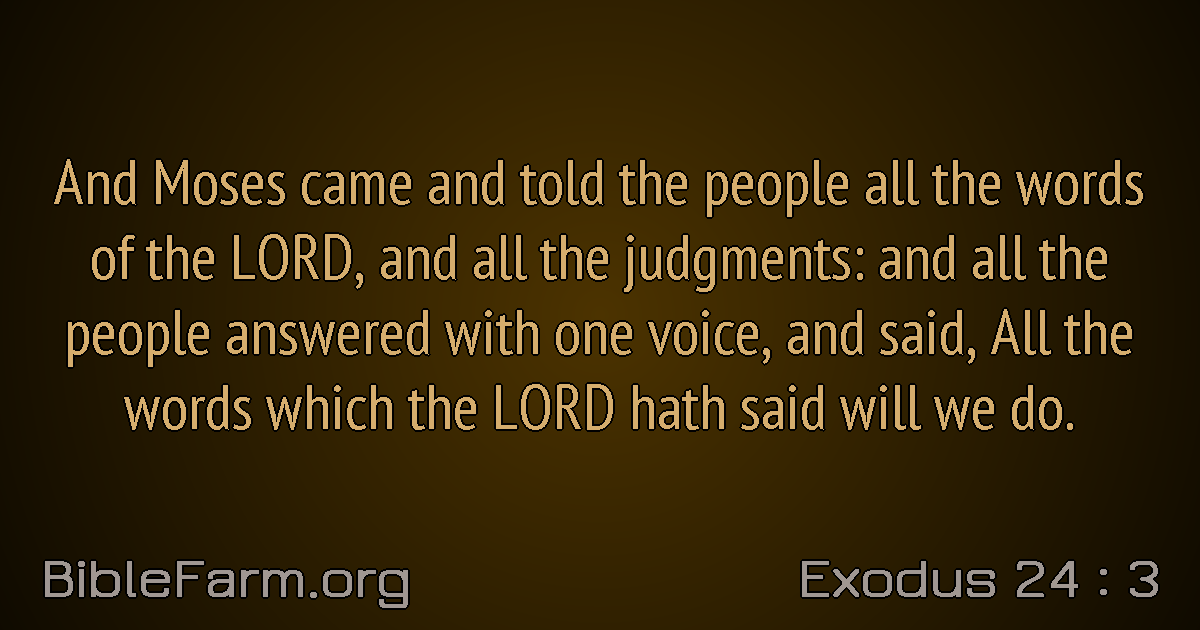 And Moses came and told the people all the words
of the LORD, and all the judgments: and all the
people answered with one voice, and said, All the
words which the LORD hath said will we do.
BibleFarm.org
Exodus 24 : 3